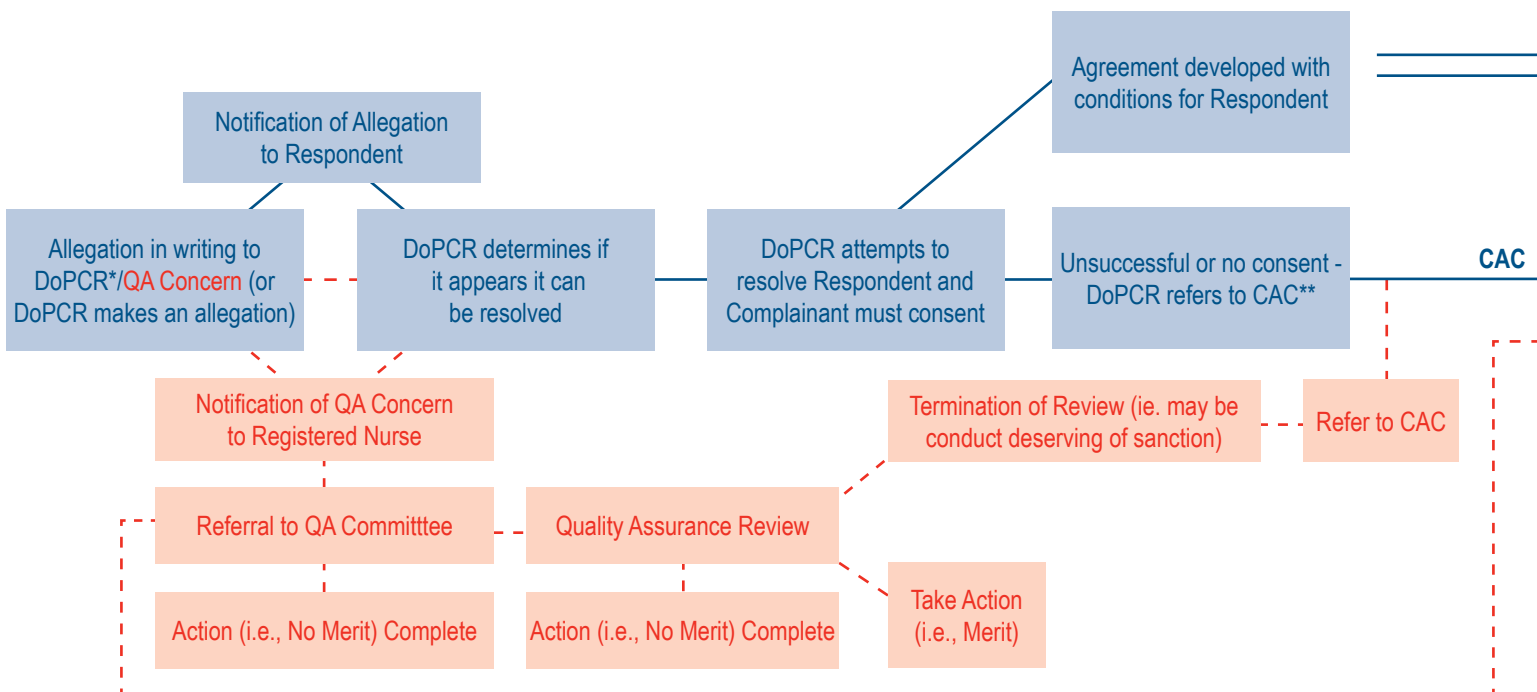 Agreement developed with
conditions for Respondent
Notification of Allegation
to Respondent
Allegation in writing to
DoPCR*/QA Concern (or
DoPCR makes an allegation)
DoPCR determines if
it appears it can
be resolved
DoPCR attempts to
resolve Respondent and
Complainant must consent
Unsuccessful or no consent -
DoPCR refers to CAC**
CAC
Notification of QA Concern
to Registered Nurse
Termination of Review (ie. may be
conduct deserving of sanction)
Refer to CAC
Referral to QA Committtee
Quality Assurance Review
Action (i.e., No Merit) Complete
Action (i.e., No Merit) Complete
Take Action
(i.e., Merit)